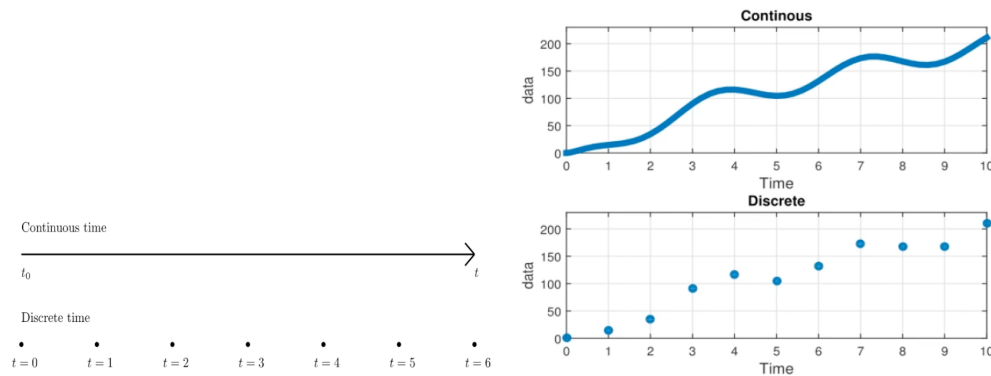 Continuous time
t₀ t
Discrete time
t = 0 t = 1 t = 2 t = 3 t = 4 t = 5 t = 6
Continous
data
200
150
100
50
0
0 1 2 3 4 5 6 7 8 9 10
Time
Discrete
data
200
150
100
50
0
0 1 2 3 4 5 6 7 8 9 10
Time